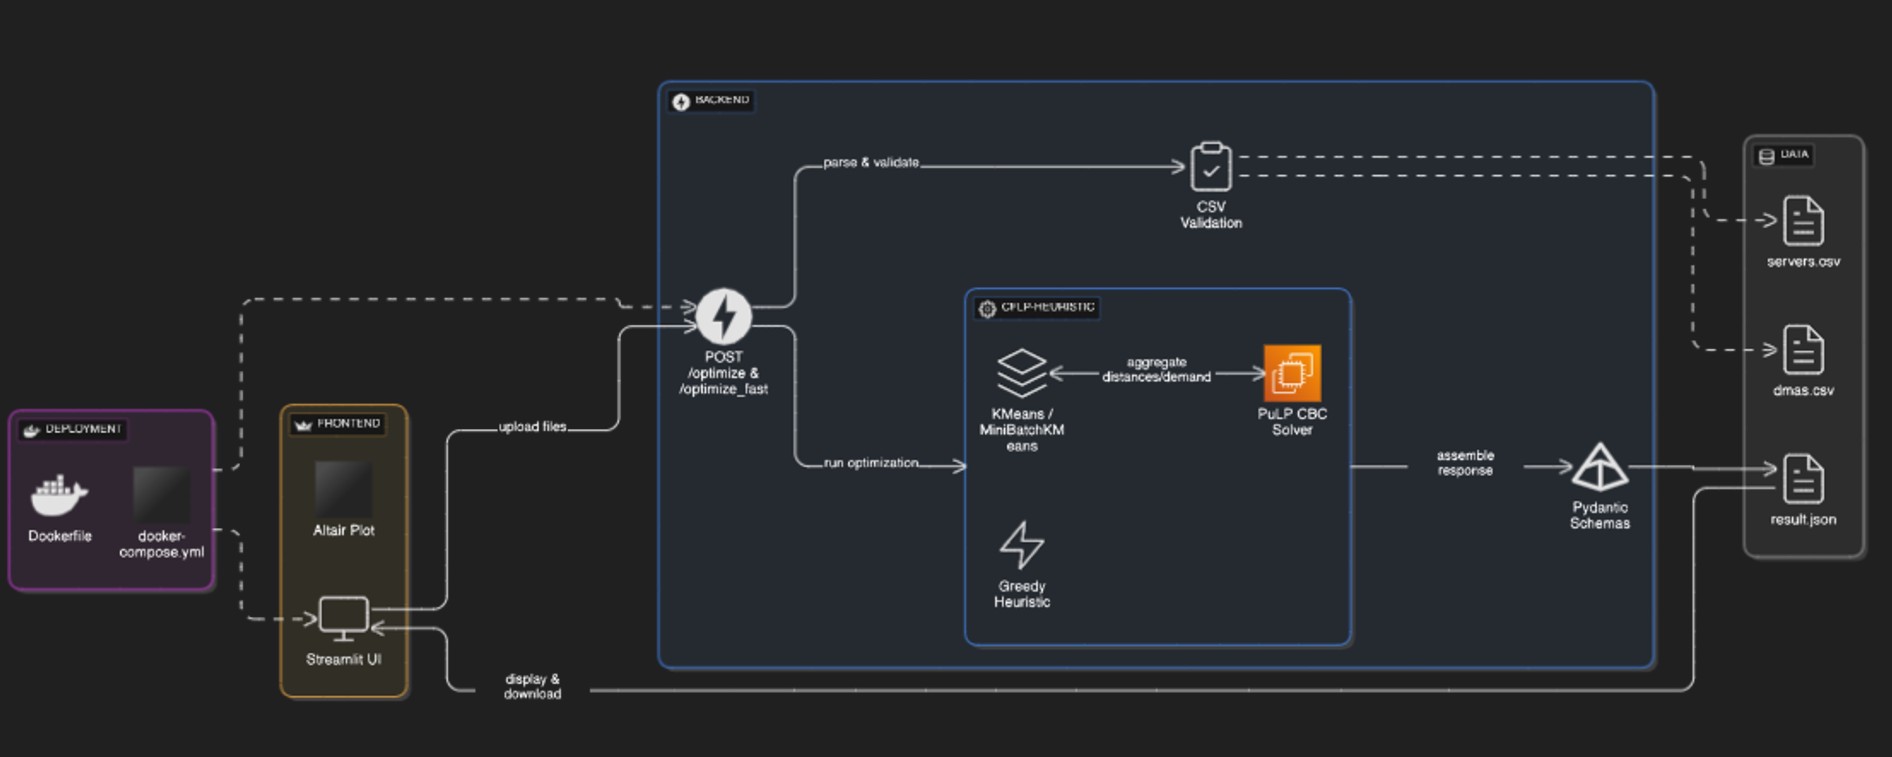 BACKEND
DATA
parse & validate
CSV
Validation
servers.csv
CFLP-HEURISTIC
POST
/optimize &
/optimize_fast
aggregate
distances/demand
KMeans /
MiniBatchKM
eans
PuLP CBC
Solver
dmas.csv
DEPLOYMENT
FRONTEND
upload files
run optimization
assemble
response
Dockerfile
docker-
compose.yml
Altair Plot
Pydantic
Schemas
result.json
Greedy
Heuristic
Streamlit UI
display &
download